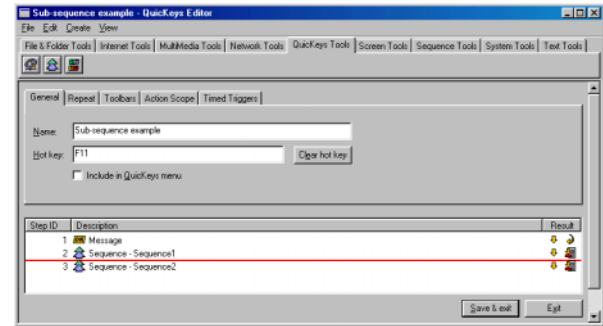 Sub-sequence example - QuicKeys Editor
File Edit Create View
File & Folder Tools Internet Tools MultiMedia Tools Network Tools QuicKeys Tools Screen Tools Sequence Tools System Tools Text Tools
General Repeat Toolbars Action Scope Timed Triggers
Name: Sub-sequence example
Hot key: F11 Clear hot key
Include in QuicKeys menu
Step ID Description Result
1 Message
2 Sequence - Sequence1
3 Sequence - Sequence2
Save & exit Exit